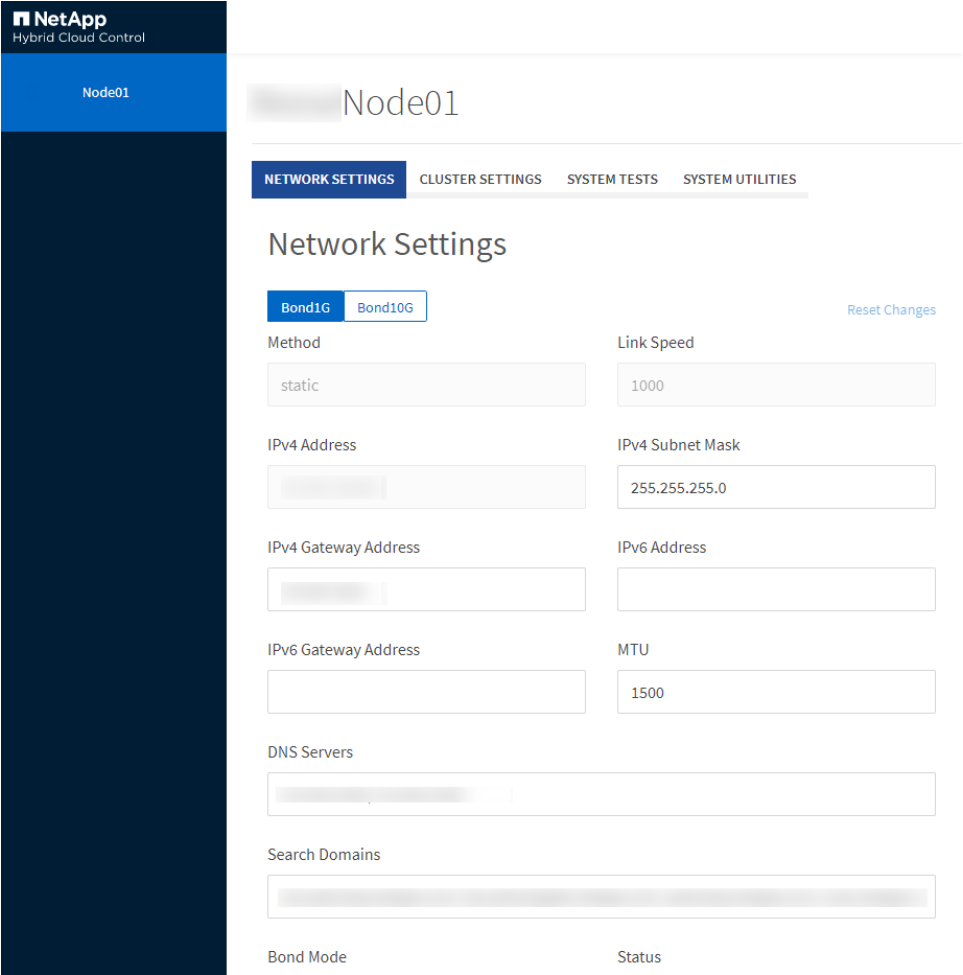 NetApp
Hybrid Cloud Control
Node01
Node01
NETWORK SETTINGS CLUSTER SETTINGS SYSTEM TESTS SYSTEM UTILITIES
Network Settings
Bond1G Bond10G
Reset Changes
Method Link Speed
static 1000
IPv4 Address IPv4 Subnet Mask
255.255.255.0
IPv4 Gateway Address IPv6 Address
IPv6 Gateway Address MTU
1500
DNS Servers
Search Domains
Bond Mode Status